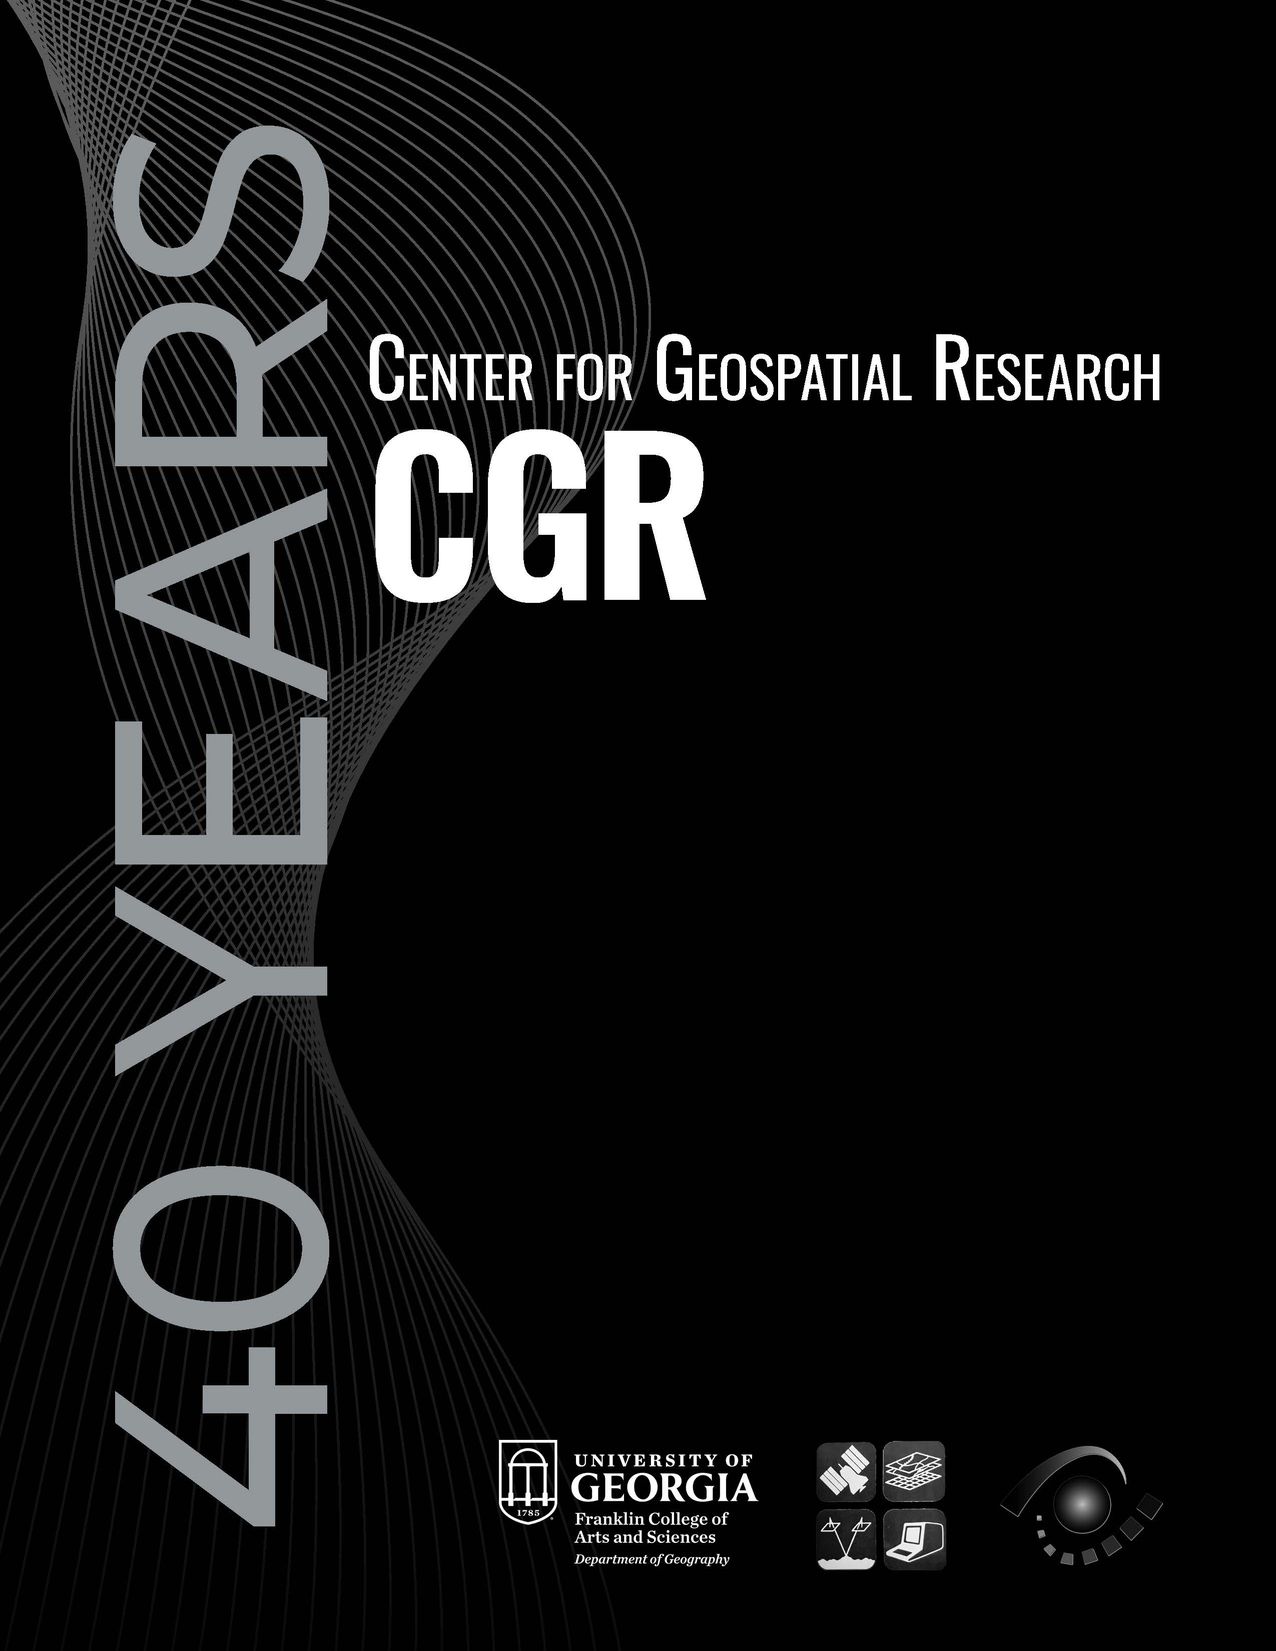 40 YEARS
CENTER FOR GEOSPATIAL RESEARCH
CGR
1785
UNIVERSITY OF
GEORGIA
Franklin College of
Arts and Sciences
Department of Geography